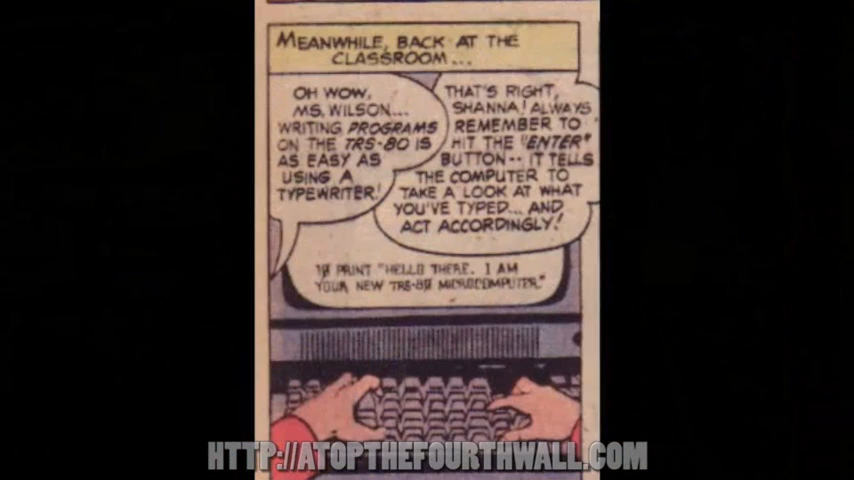 MEANWHILE, BACK AT THE
CLASSROOM...
OH WOW,
MS. WILSON...
WRITING PROGRAMS
ON THE TRS-80 IS
AS EASY AS
USING A
TYPEWRITER!
THAT'S RIGHT,
SHANNA! ALWAYS
REMEMBER TO
HIT THE "ENTER"
BUTTON-- IT TELLS
THE COMPUTER TO
TAKE A LOOK AT WHAT
YOU'VE TYPED... AND
ACT ACCORDINGLY!
10 PRINT "HELLO THERE. I AM
YOUR NEW TRS-80 MICROCOMPUTER."
HTTP://ATOPTHEFOURTHWALL.COM